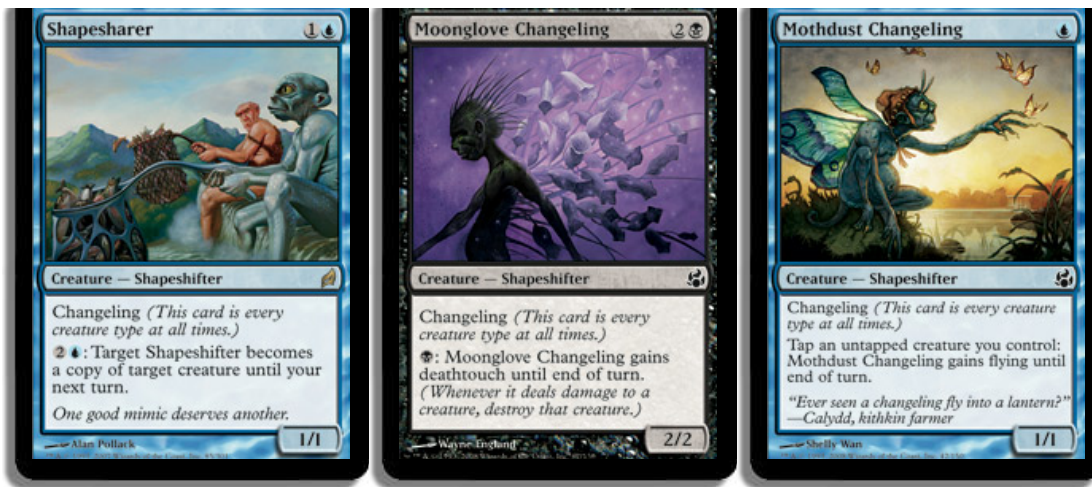 Shapesharer 1
Creature — Shapeshifter
Changeling (This card is every
creature type at all times.)
2 : Target Shapeshifter becomes
a copy of target creature until your
next turn.
One good mimic deserves another.
Alan Pollack
1/1
Moonglove Changeling 2
Creature — Shapeshifter
Changeling (This card is every
creature type at all times.)
: Moonglove Changeling gains
deathtouch until end of turn.
(Whenever it deals damage to a
creature, destroy that creature.)
Wayne England
2/2
Mothdust Changeling
Creature — Shapeshifter
Changeling (This card is every creature
type at all times.)
Tap an untapped creature you control:
Mothdust Changeling gains flying until
end of turn.
“Ever seen a changeling fly into a lantern?”
—Calydd, kithkin farmer
Shelly Wan
1/1